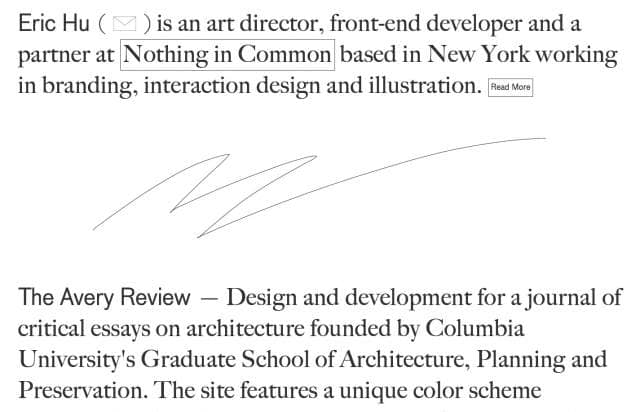 Eric Hu ( ) is an art director, front-end developer and a
partner at Nothing in Common based in New York working
in branding, interaction design and illustration. Read More
The Avery Review — Design and development for a journal of
critical essays on architecture founded by Columbia
University's Graduate School of Architecture, Planning and
Preservation. The site features a unique color scheme